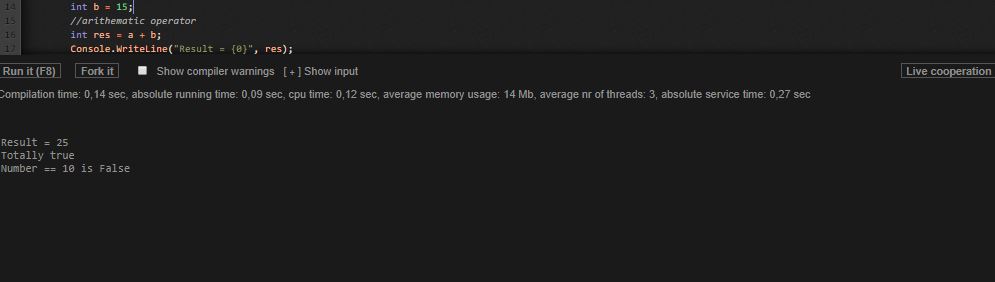 14 int b = 15;
15 //arithematic operator
16 int res = a + b;
17 Console.WriteLine("Result = {0}", res);
Run it (F8) Fork it Show compiler warnings [ + ] Show input Live cooperation
Compilation time: 0,14 sec, absolute running time: 0,09 sec, cpu time: 0,12 sec, average memory usage: 14 Mb, average nr of threads: 3, absolute service time: 0,27 sec
Result = 25
Totally true
Number == 10 is False